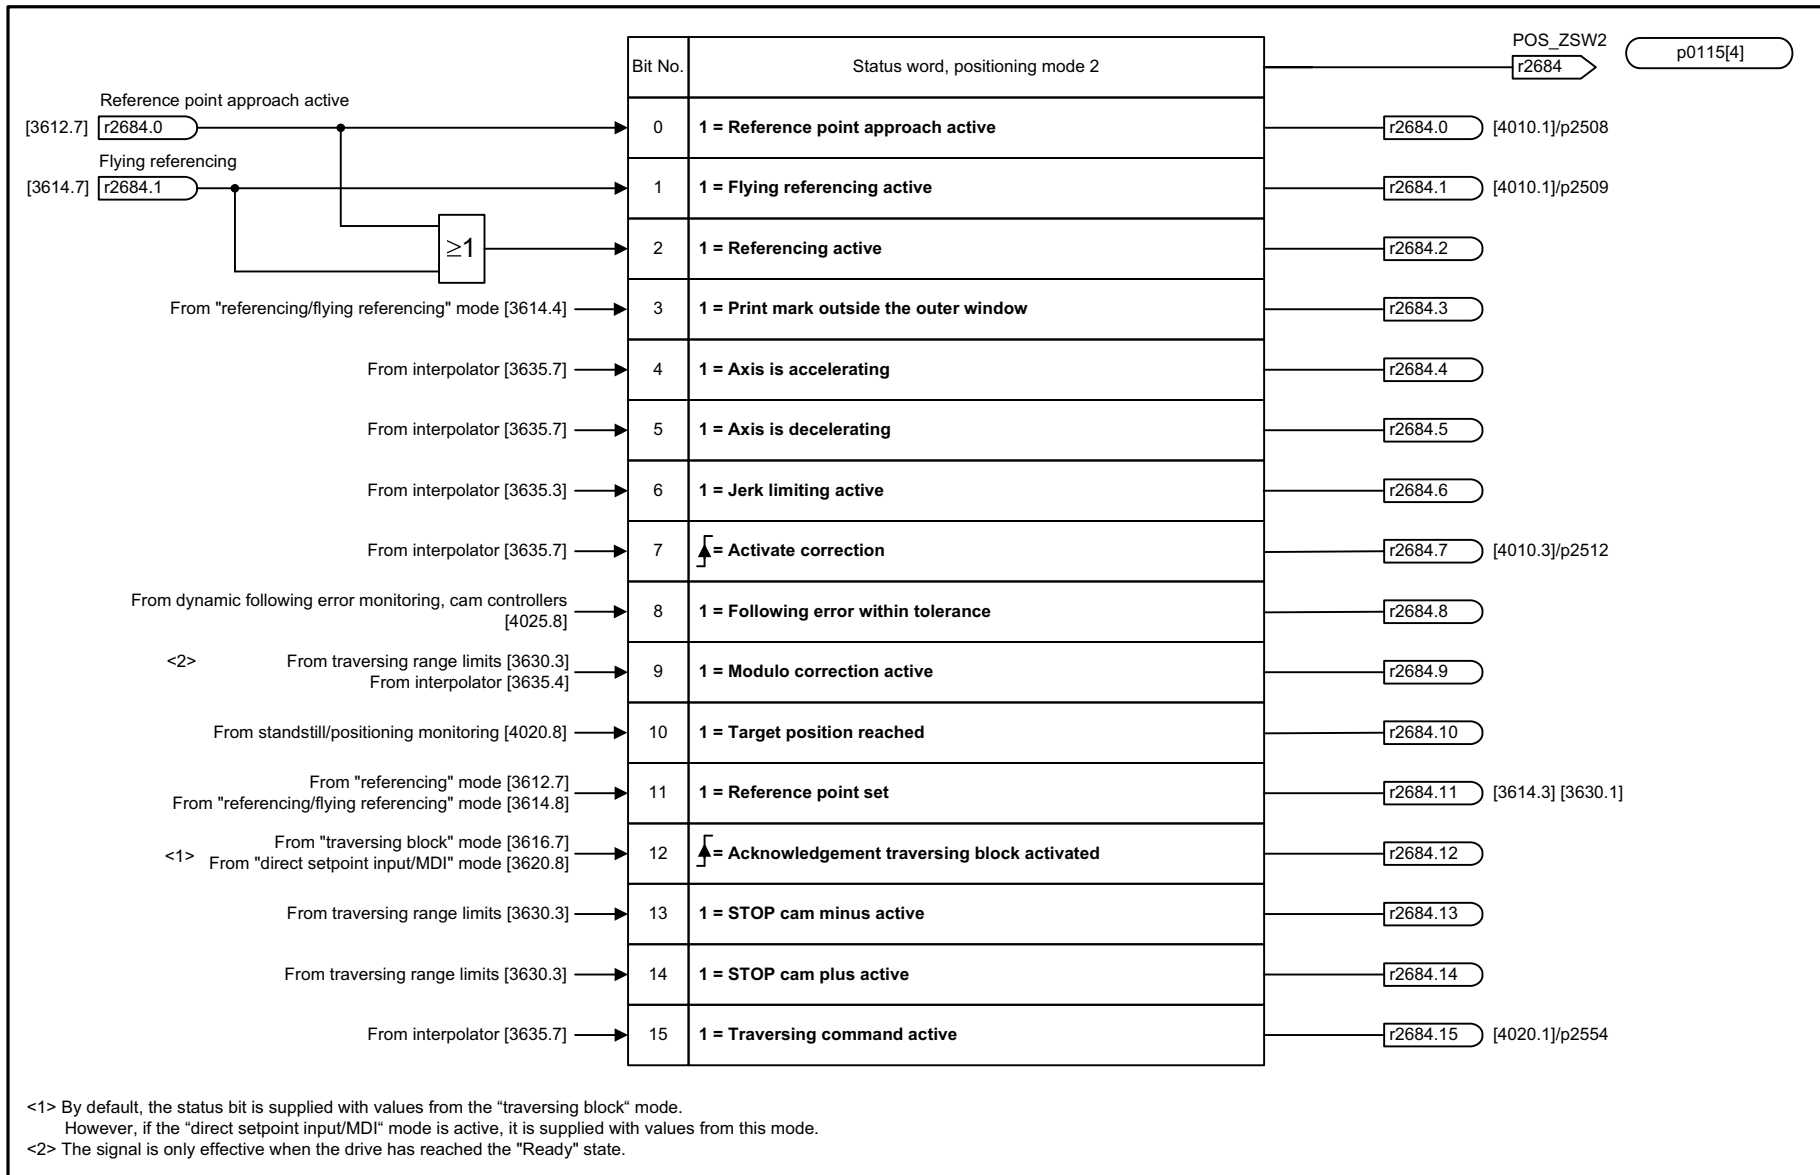 POS_ZSW2
Bit No. Status word, positioning mode 2 r2684 p0115[4]
Reference point approach active
[3612.7] r2684.0 0 1 = Reference point approach active r2684.0 [4010.1]/p2508
Flying referencing
[3614.7] r2684.1 1 1 = Flying referencing active r2684.1 [4010.1]/p2509
≥1 2 1 = Referencing active r2684.2
From "referencing/flying referencing" mode [3614.4] 3 1 = Print mark outside the outer window r2684.3
From interpolator [3635.7] 4 1 = Axis is accelerating r2684.4
From interpolator [3635.7] 5 1 = Axis is decelerating r2684.5
From interpolator [3635.3] 6 1 = Jerk limiting active r2684.6
From interpolator [3635.7] 7 = Activate correction r2684.7 [4010.3]/p2512
From dynamic following error monitoring, cam controllers
[4025.8] 8 1 = Following error within tolerance r2684.8
<2> From traversing range limits [3630.3]
From interpolator [3635.4] 9 1 = Modulo correction active r2684.9
From standstill/positioning monitoring [4020.8] 10 1 = Target position reached r2684.10
From "referencing" mode [3612.7]
From "referencing/flying referencing" mode [3614.8] 11 1 = Reference point set r2684.11 [3614.3] [3630.1]
From "traversing block" mode [3616.7]
<1> From "direct setpoint input/MDI" mode [3620.8] 12 = Acknowledgement traversing block activated r2684.12
From traversing range limits [3630.3] 13 1 = STOP cam minus active r2684.13
From traversing range limits [3630.3] 14 1 = STOP cam plus active r2684.14
From interpolator [3635.7] 15 1 = Traversing command active r2684.15 [4020.1]/p2554
<1> By default, the status bit is supplied with values from the “traversing block“ mode.
However, if the “direct setpoint input/MDI“ mode is active, it is supplied with values from this mode.
<2> The signal is only effective when the drive has reached the "Ready" state.